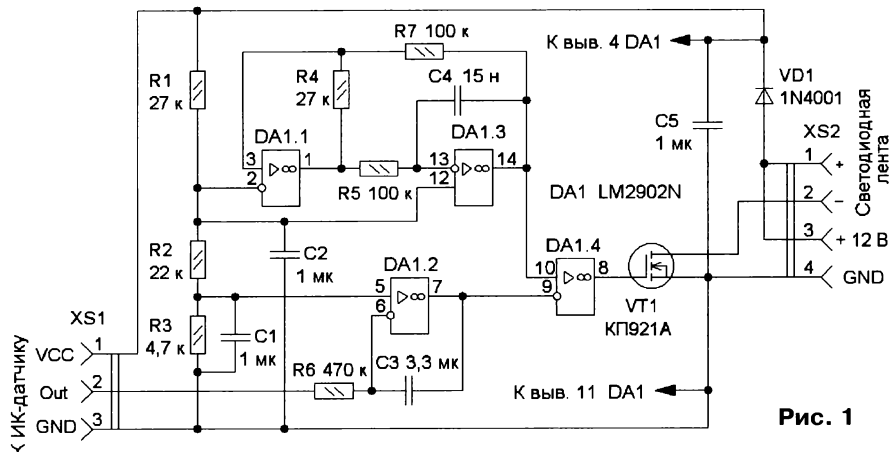 R7 100 к
К выв. 4 DA1
R1
27 к
R4
27 к
C4 15 н
VD1
1N4001
Светодиодная
лента
DA1.1
DA1.3
C5
1 мк
XS2
3
2
▷∞
1
R5 100 к
13
12
▷∞
14
1
+
2
−
3
+ 12 В
4
GND
DA1 LM2902N
R2
22 к
C2
1 мк
DA1.2
DA1.4
5
6
▷∞
7
10
9
▷∞
8
VT1
КП921А
XS1
R3
4,7 к
C1
1 мк
R6 470 к
C3 3,3 мк
К выв. 11 DA1
К ИК-датчику
VCC
1
Out
2
GND
3
Рис. 1